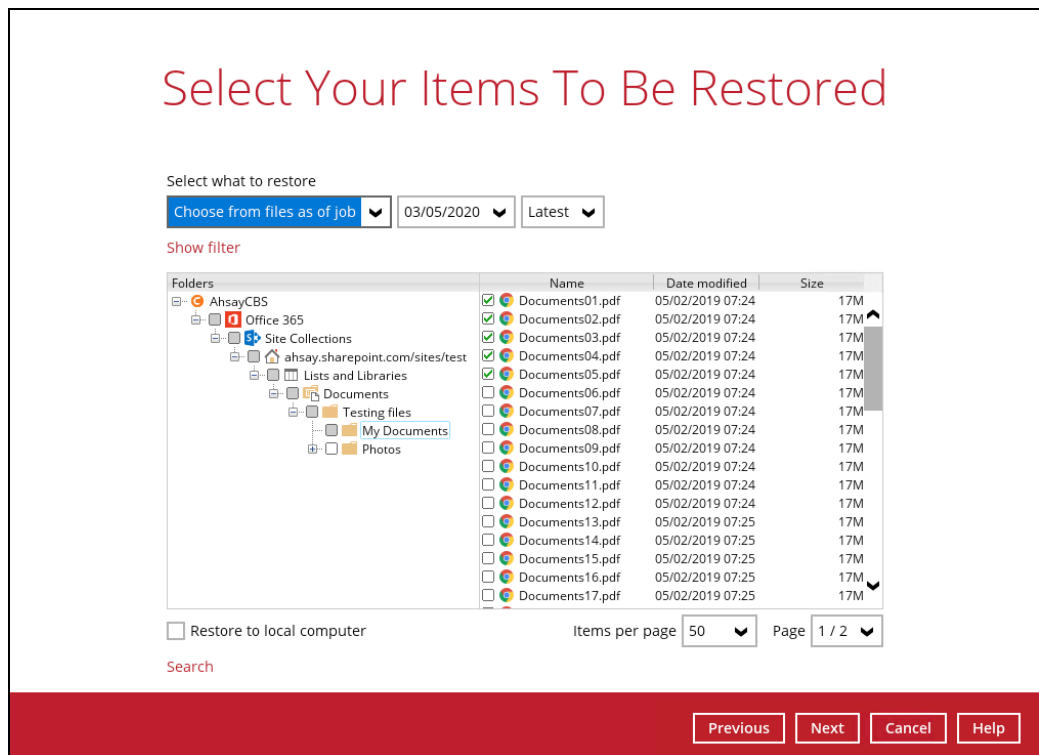 Select Your Items To Be Restored
Select what to restore
Choose from files as of job 03/05/2020 Latest
Show filter
Folders Name Date modified Size
AhsayCBS Documents01.pdf 05/02/2019 07:24 17M
Office 365 Documents02.pdf 05/02/2019 07:24 17M
Site Collections Documents03.pdf 05/02/2019 07:24 17M
ahsay.sharepoint.com/sites/test Documents04.pdf 05/02/2019 07:24 17M
Lists and Libraries Documents05.pdf 05/02/2019 07:24 17M
Documents Documents06.pdf 05/02/2019 07:24 17M
Testing files Documents07.pdf 05/02/2019 07:24 17M
My Documents Documents08.pdf 05/02/2019 07:24 17M
Photos Documents09.pdf 05/02/2019 07:24 17M
Documents10.pdf 05/02/2019 07:24 17M
Documents11.pdf 05/02/2019 07:24 17M
Documents12.pdf 05/02/2019 07:24 17M
Documents13.pdf 05/02/2019 07:25 17M
Documents14.pdf 05/02/2019 07:25 17M
Documents15.pdf 05/02/2019 07:25 17M
Documents16.pdf 05/02/2019 07:25 17M
Documents17.pdf 05/02/2019 07:25 17M
Restore to local computer Items per page 50 Page 1 / 2
Search
Previous Next Cancel Help